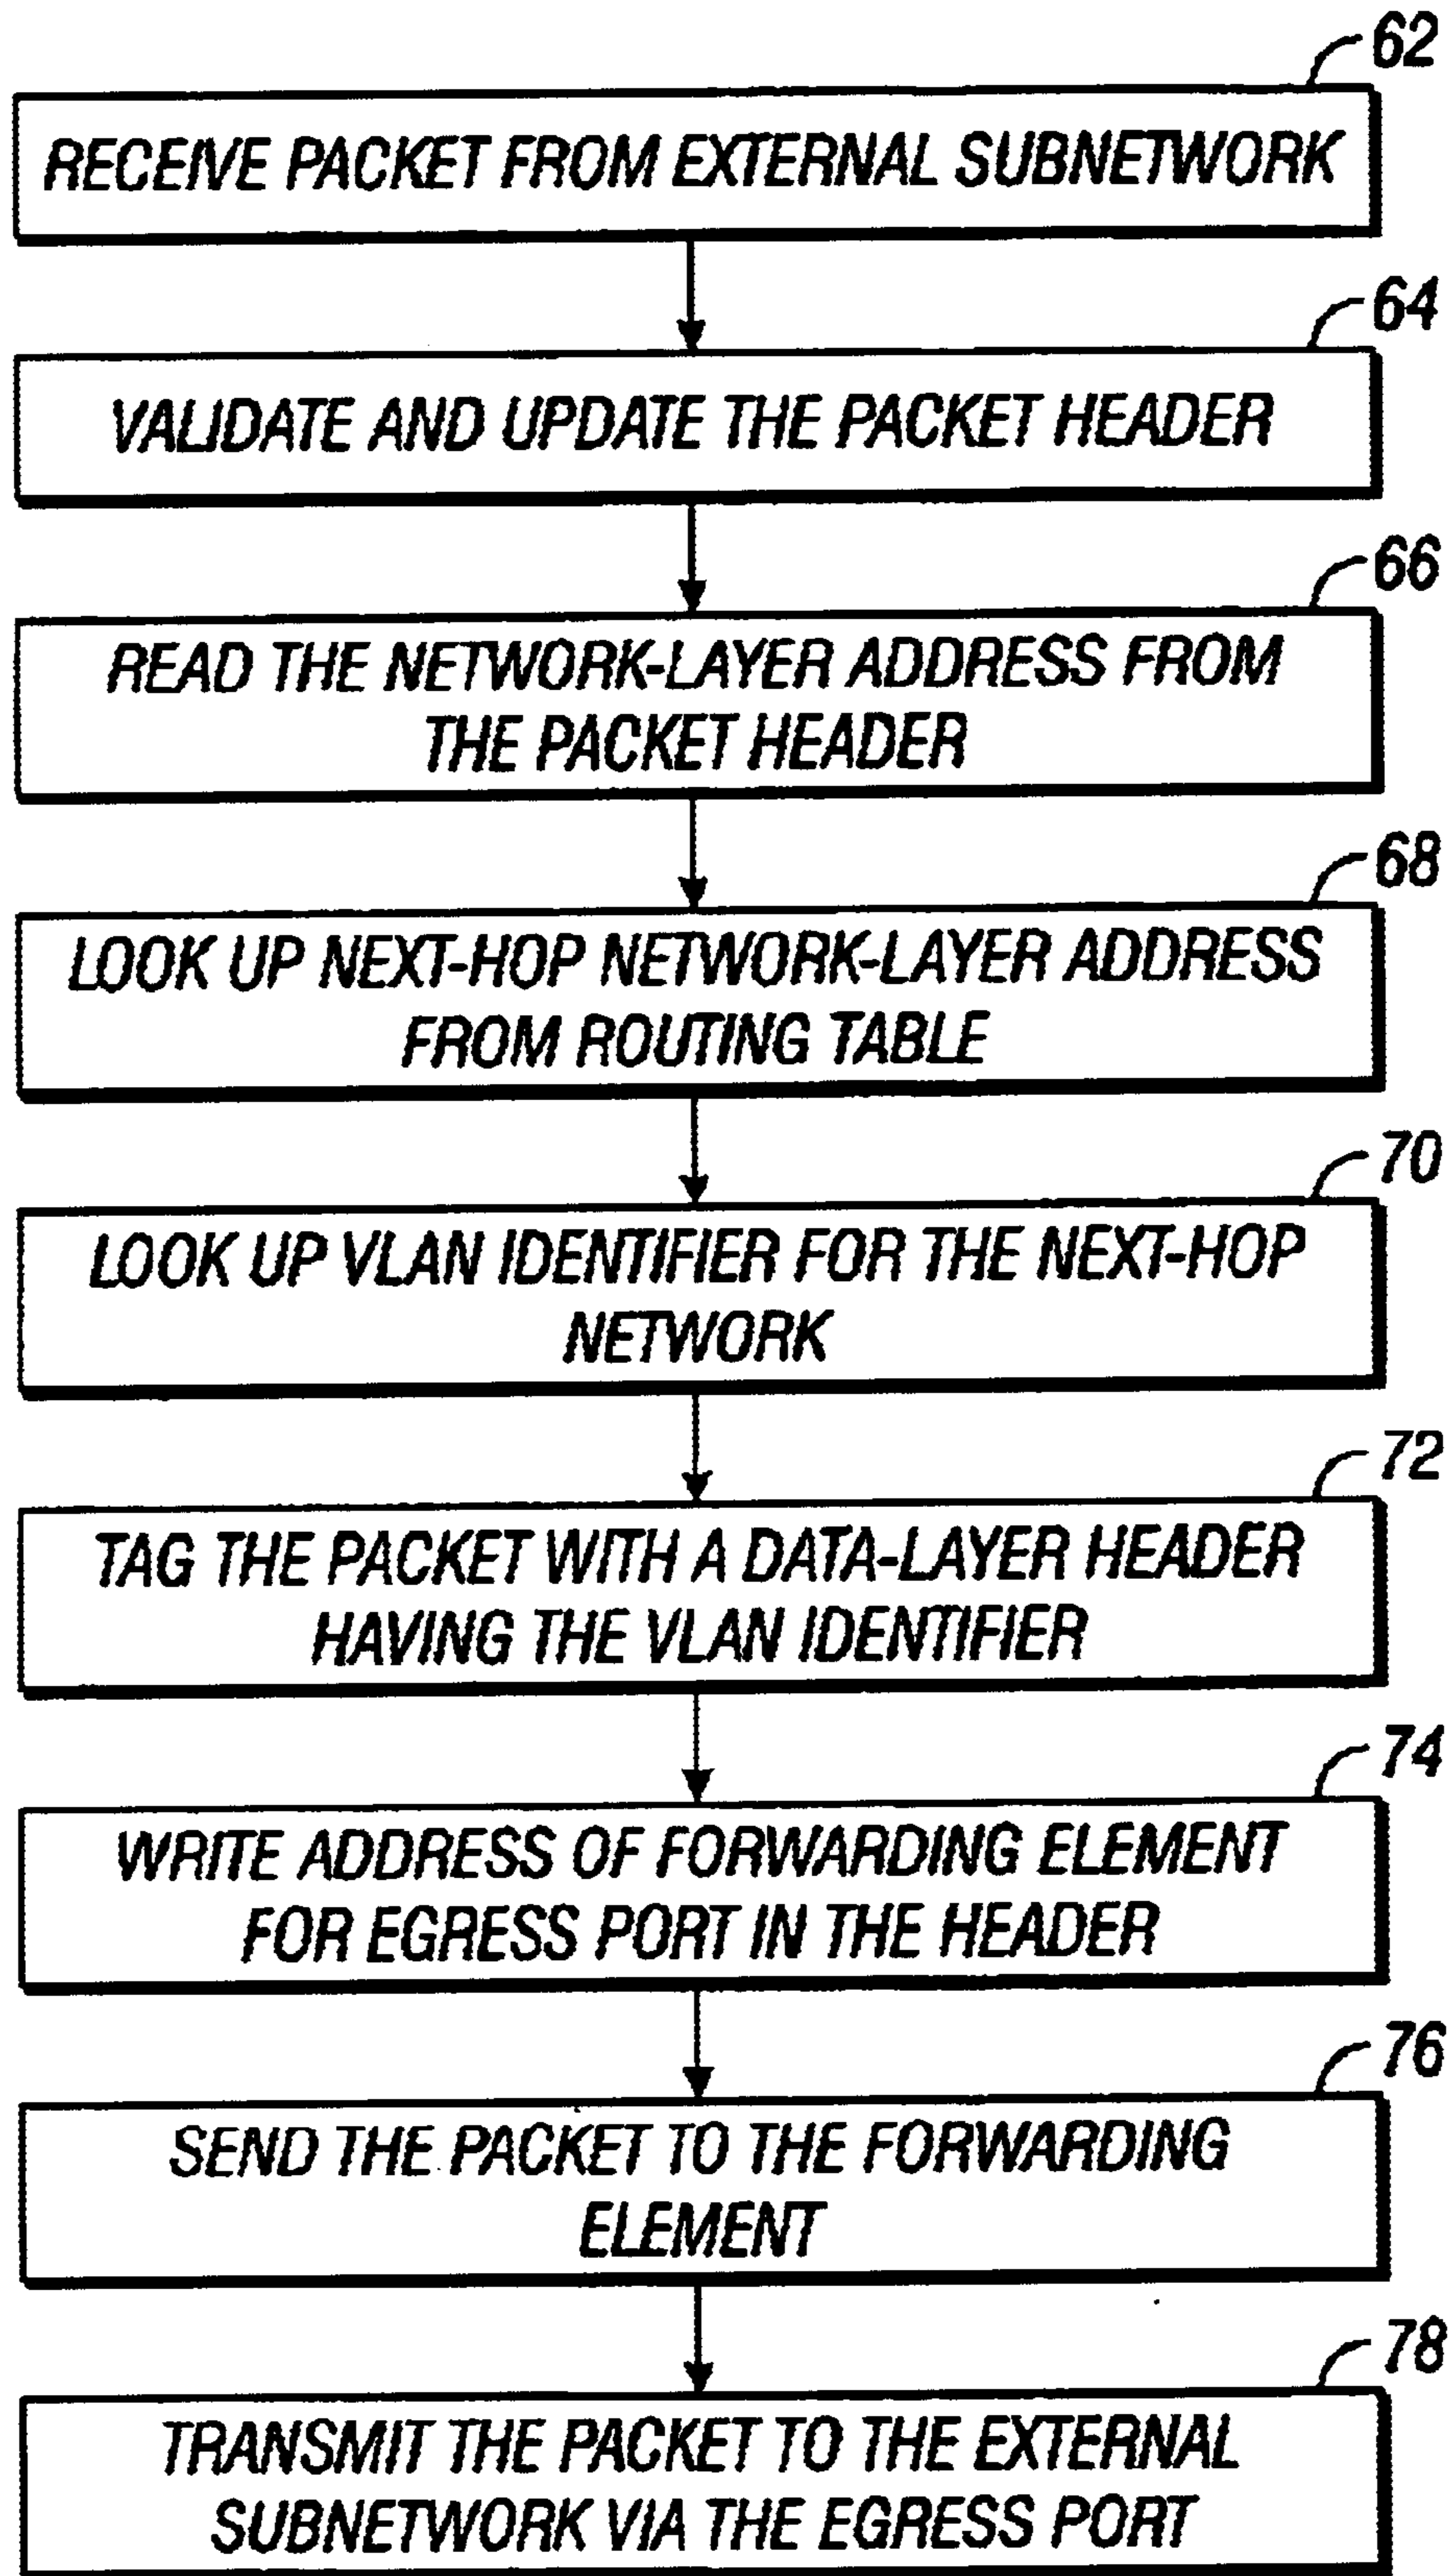 62
RECEIVE PACKET FROM EXTERNAL SUBNETWORK
64
VALIDATE AND UPDATE THE PACKET HEADER
66
READ THE NETWORK-LAYER ADDRESS FROM
THE PACKET HEADER
68
LOOK UP NEXT-HOP NETWORK-LAYER ADDRESS
FROM ROUTING TABLE
70
LOOK UP VLAN IDENTIFIER FOR THE NEXT-HOP
NETWORK
72
TAG THE PACKET WITH A DATA-LAYER HEADER
HAVING THE VLAN IDENTIFIER
74
WRITE ADDRESS OF FORWARDING ELEMENT
FOR EGRESS PORT IN THE HEADER
76
SEND THE PACKET TO THE FORWARDING
ELEMENT
78
TRANSMIT THE PACKET TO THE EXTERNAL
SUBNETWORK VIA THE EGRESS PORT